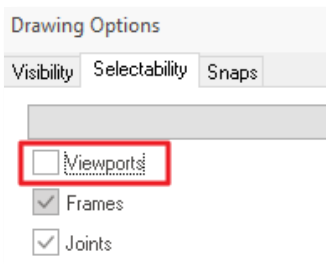 Drawing Options
Visibility Selectability Snaps
Viewports
Frames
Joints